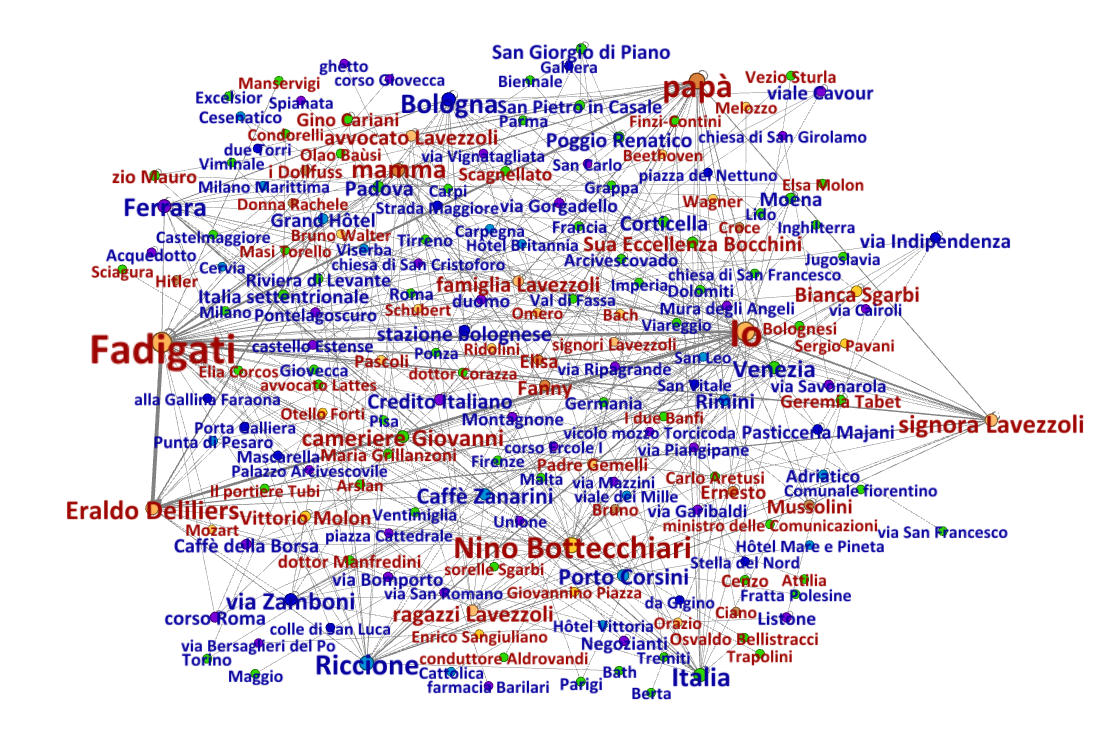 San Giorgio di Piano
ghetto
Galliera
corso Giovecca
Manservigi
Biennale
papà
Vezio Sturla
viale Cavour
Excelsior
Spianata
Bologna
San Pietro in Casale
Melozzo
Cesenatico
Gino Cariani
Parma
Finzi-Contini
Condorelli
avvocato Lavezzoli
Poggio Renatico
chiesa di San Girolamo
due Torri
Olao Baùsi
via Vignatagliata
Beethoven
Viminale
i Dollfuss
mamma
Scagnellato
San Carlo
piazza del Nettuno
zio Mauro
Milano Marittima
Padova
Carpi
Grappa
Elsa Molon
Ferrara
Donna Rachele
Strada Maggiore
via Gorgadello
Wagner
Moena
Grand Hôtel
Francia
Corticella
Lido
Castelmaggiore
Bruno Walter
Carpegna
Croce
Inghilterra
Acquedotto
Masi Torello
Viserba
Tirreno
Hôtel Britannia
Sua Eccellenza Bocchini
via Indipendenza
Sciagura
Cervia
chiesa di San Cristoforo
Arcivescovado
Jugoslavia
Hitler
Riviera di Levante
famiglia Lavezzoli
Imperia
chiesa di San Francesco
Italia settentrionale
Roma
duomo
Val di Fassa
Dolomiti
Bianca Sgarbi
Milano
Pontelagoscuro
Schubert
Omero
Bach
Mura degli Angeli
via Cairoli
Viareggio
Fadigati
stazione Bolognese
Io
Bolognesi
castello Estense
Ponza
Ridolini
signori Lavezzoli
Sergio Pavani
Pascoli
Elisa
San Leo
Elia Corcos
Giovecca
dottor Corazza
via Ripagrande
Venezia
avvocato Lattes
Fanny
San Vitale
via Savonarola
alla Gallina Faraona
Credito Italiano
Germania
Rimini
Geremia Tabet
Otello Forti
Pisa
Montagnone
I due Banfi
signora Lavezzoli
Porta Galliera
cameriere Giovanni
vicolo mozzo Torcicoda
Pasticceria Majani
Punta di Pesaro
corso Ercole I
via Piangipane
Mascarella
Maria Grillanzoni
Firenze
Padre Gemelli
Palazzo Arcivescovile
Malta
via Mazzini
Carlo Aretusi
Adriatico
Il portiere Tubi
Arslan
Caffè Zanarini
viale dei Mille
Ernesto
Comunale fiorentino
Eraldo Deliliers
Bruno
via Garibaldi
Mussolini
Vittorio Molon
Ventimiglia
Unione
ministro delle Comunicazioni
Mozart
piazza Cattedrale
via San Francesco
Caffè della Borsa
Nino Bottecchiari
Hôtel Mare e Pineta
dottor Manfredini
sorelle Sgarbi
Stella del Nord
via Bomporto
Porto Corsini
Cenzo
Attilia
via San Romano
Giovannino Piazza
Fratta Polesine
via Zamboni
da Gigino
corso Roma
ragazzi Lavezzoli
Ciano
Listone
colle di San Luca
Hôtel Vittoria
Orazio
Enrico Sangiuliano
Negozianti
Osvaldo Bellistracci
via Bersaglieri del Po
Torino
Riccione
conduttore Aldrovandi
Tremiti
Trapolini
Maggio
Cattolica
Bath
Italia
farmacia Barilari
Parigi
Berta